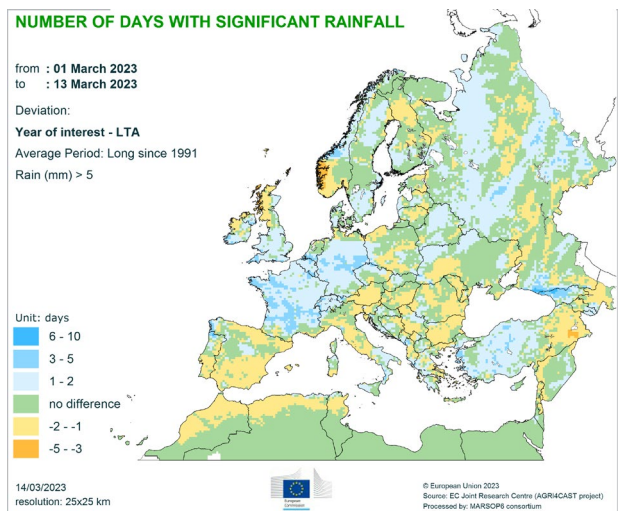 NUMBER OF DAYS WITH SIGNIFICANT RAINFALL
from : 01 March 2023
to : 13 March 2023
Deviation:
Year of interest - LTA
Average Period: Long since 1991
Rain (mm) > 5
Unit: days
6 - 10
3 - 5
1 - 2
no difference
-2 - -1
-5 - -3
14/03/2023
resolution: 25x25 km
European
Commission
© European Union 2023
Source: EC Joint Research Centre (AGRI4CAST project)
Processed by: MARSOP6 consortium